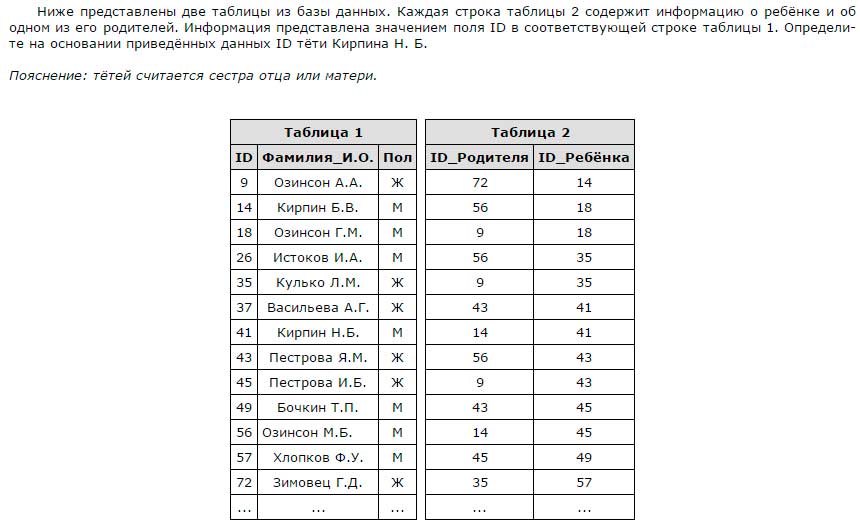 Ниже представлены две таблицы из базы данных. Каждая строка таблицы 2 содержит информацию о ребёнке и об
одном из его родителей. Информация представлена значением поля ID в соответствующей строке таблицы 1. Определи-
те на основании приведённых данных ID тёти Кирпина Н. Б.
Пояснение: тётей считается сестра отца или матери.
Таблица 1
ID Фамилия_И.О. Пол
9 Озинсон А.А. Ж
14 Кирпин Б.В. М
18 Озинсон Г.М. М
26 Истоков И.А. М
35 Кулько Л.М. Ж
37 Васильева А.Г. Ж
41 Кирпин Н.Б. М
43 Пестрова Я.М. Ж
45 Пестрова И.Б. Ж
49 Бочкин Т.П. М
56 Озинсон М.Б. М
57 Хлопков Ф.У. М
72 Зимовец Г.Д. Ж
... ... ...
Таблица 2
ID_Родителя ID_Ребёнка
72 14
56 18
9 18
56 35
9 35
43 41
14 41
56 43
9 43
43 45
14 45
45 49
35 57
... ...